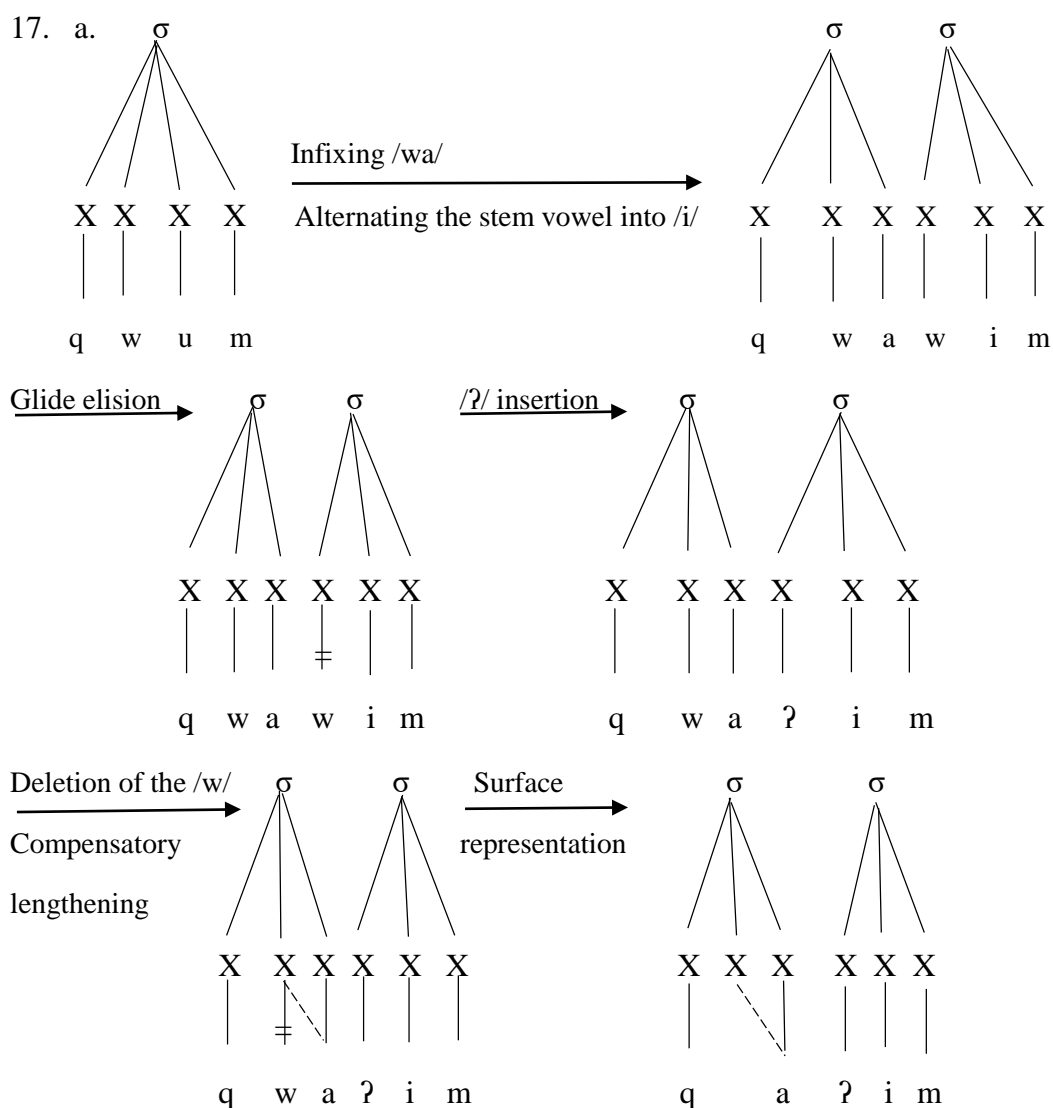 17. a. σ σ σ
Infixing /wa/
X X X X Alternating the stem vowel into /i/ X X X X X X
q w u m q w a w i m
Glide elision σ σ /ʔ/ insertion σ σ
X X X X X X X X X X X X
q w a w i m q w a ʔ i m
Deletion of the /w/ σ σ Surface σ σ
Compensatory representation
lengthening
X X X X X X X X X X X X
q w a ʔ i m q a ʔ i m